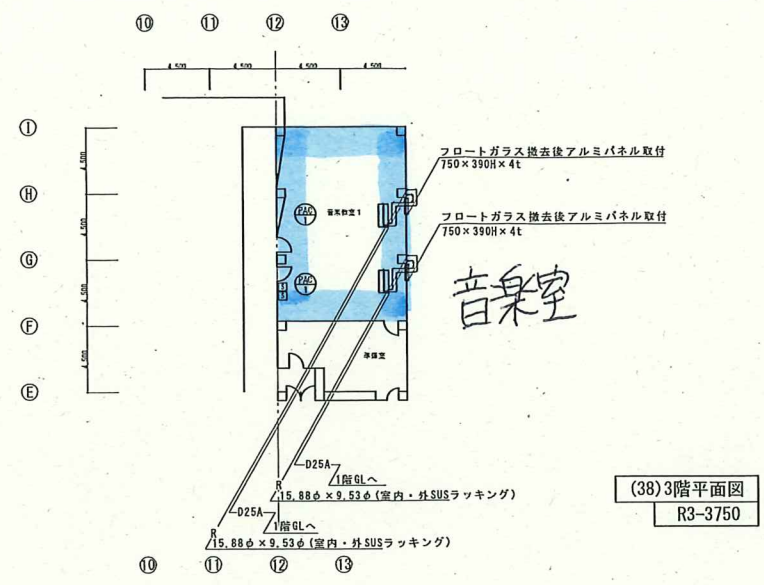 ⑩ ⑪ ⑫ ⑬
4,500 4,500 4,500 4,500
Ⓘ
Ⓗ
Ⓖ
Ⓕ
Ⓔ
4,500
4,500
4,500
4,500
フロートガラス撤去後アルミパネル取付
750×390H×4t
フロートガラス撤去後アルミパネル取付
750×390H×4t
PAC 1
音楽教室1
PAC 1
音楽室
準備室
D25A
1階GLへ
R
15.88φ×9.53φ(室内・外SUSラッキング)
D25A
1階GLへ
R
15.88φ×9.53φ(室内・外SUSラッキング)
(38)3階平面図
R3-3750
⑩ ⑪ ⑫ ⑬